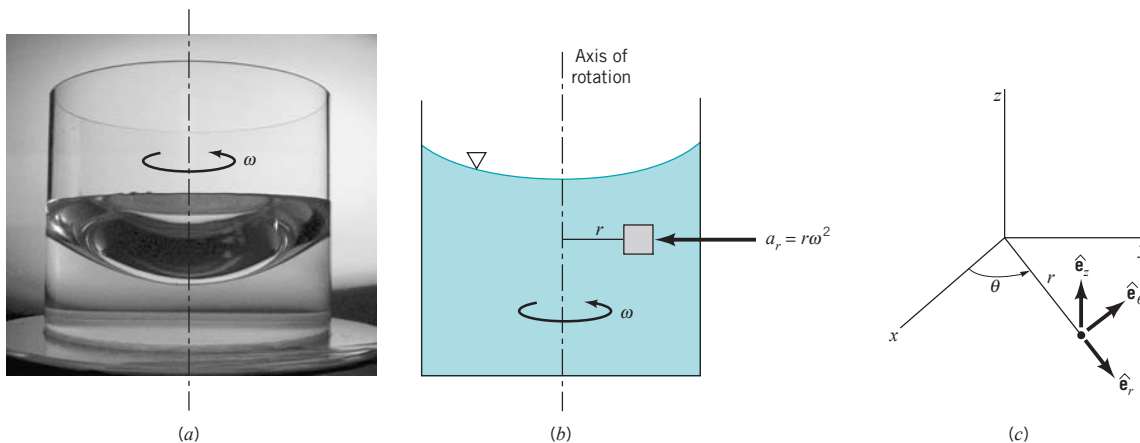 ω
(a)
Axis of
rotation
r
a_r = rω²
ω
(b)
z
x
θ
r
ê_z
ê_θ
ê_r
(c)